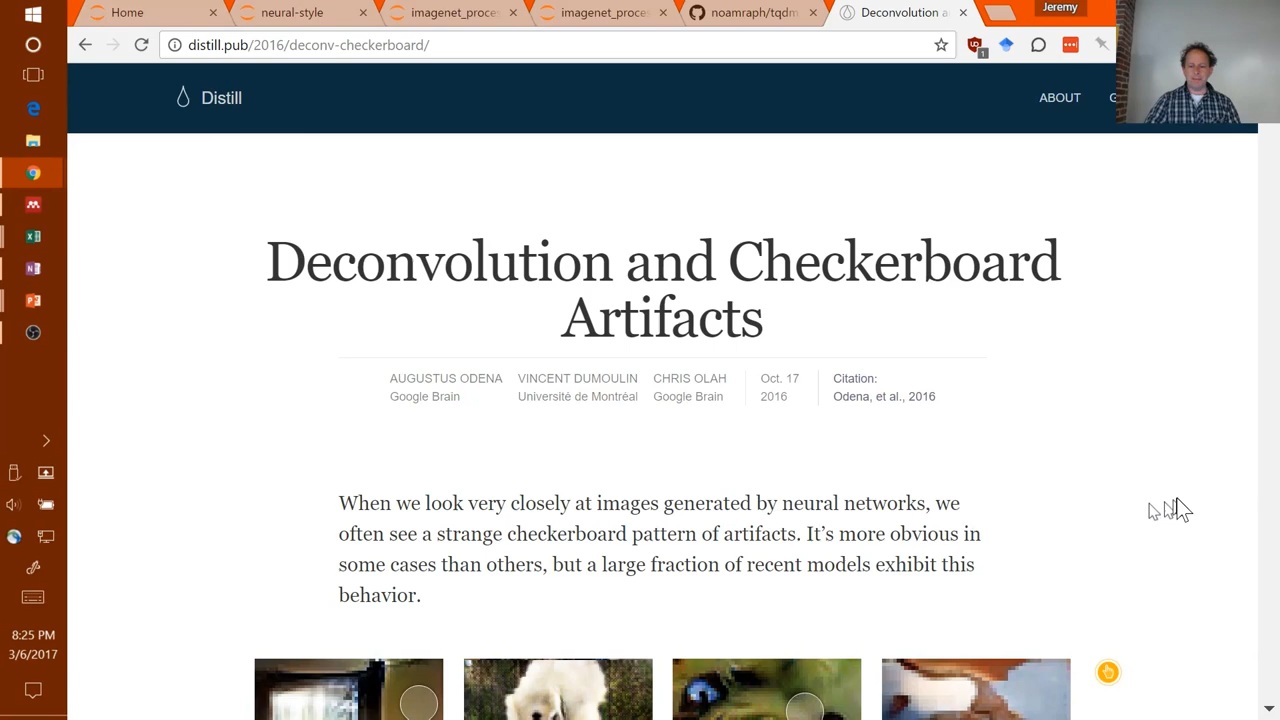 Home
neural-style
imagenet_proces
imagenet_proces
noamraph/tqdm
Deconvolution a
Jeremy
distill.pub/2016/deconv-checkerboard/
1
Distill
ABOUT
G
Deconvolution and Checkerboard
Artifacts
AUGUSTUS ODENA
Google Brain
VINCENT DUMOULIN
Université de Montréal
CHRIS OLAH
Google Brain
Oct. 17
2016
Citation:
Odena, et al., 2016
When we look very closely at images generated by neural networks, we
often see a strange checkerboard pattern of artifacts. It’s more obvious in
some cases than others, but a large fraction of recent models exhibit this
behavior.
8:25 PM
3/6/2017